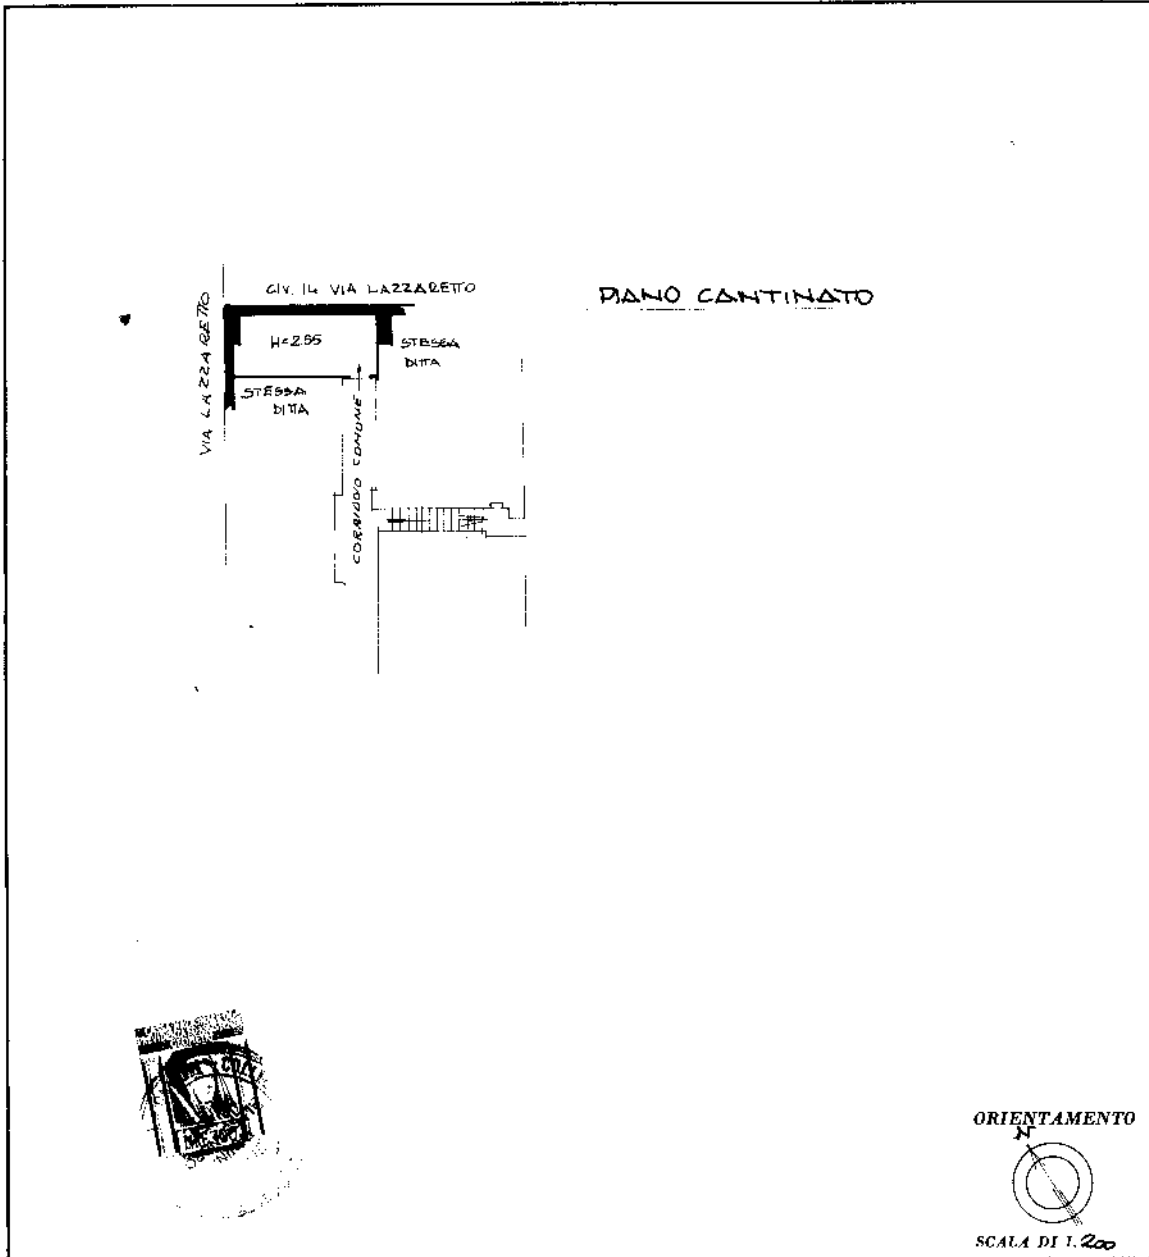 CIV. 14 VIA LAZZARETTO
PIANO CANTINATO
VIA LAZZARETTO
H=2.55
STESSA
DITTA
STESSA
DITTA
CORRIDOIO COMUNE
ORIENTAMENTO
N
SCALA DI 1: 200